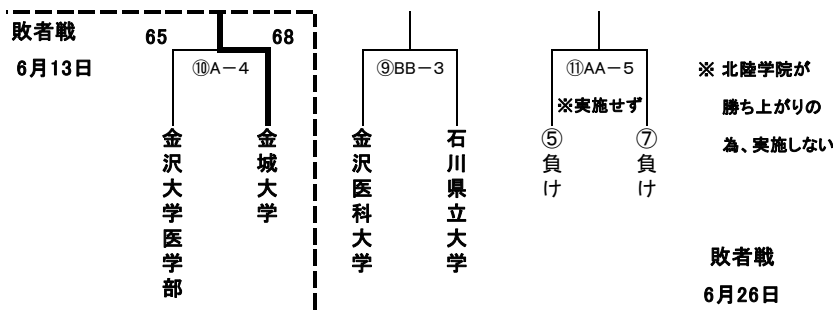 敗者戦
6月13日
65
68
⑩A－4
金沢大学医学部
金城大学
⑨BB－3
金沢医科大学
石川県立大学
⑪AA－5
※実施せず
⑤負け
⑦負け
※ 北陸学院が
勝ち上がりの
為、実施しない
敗者戦
6月26日